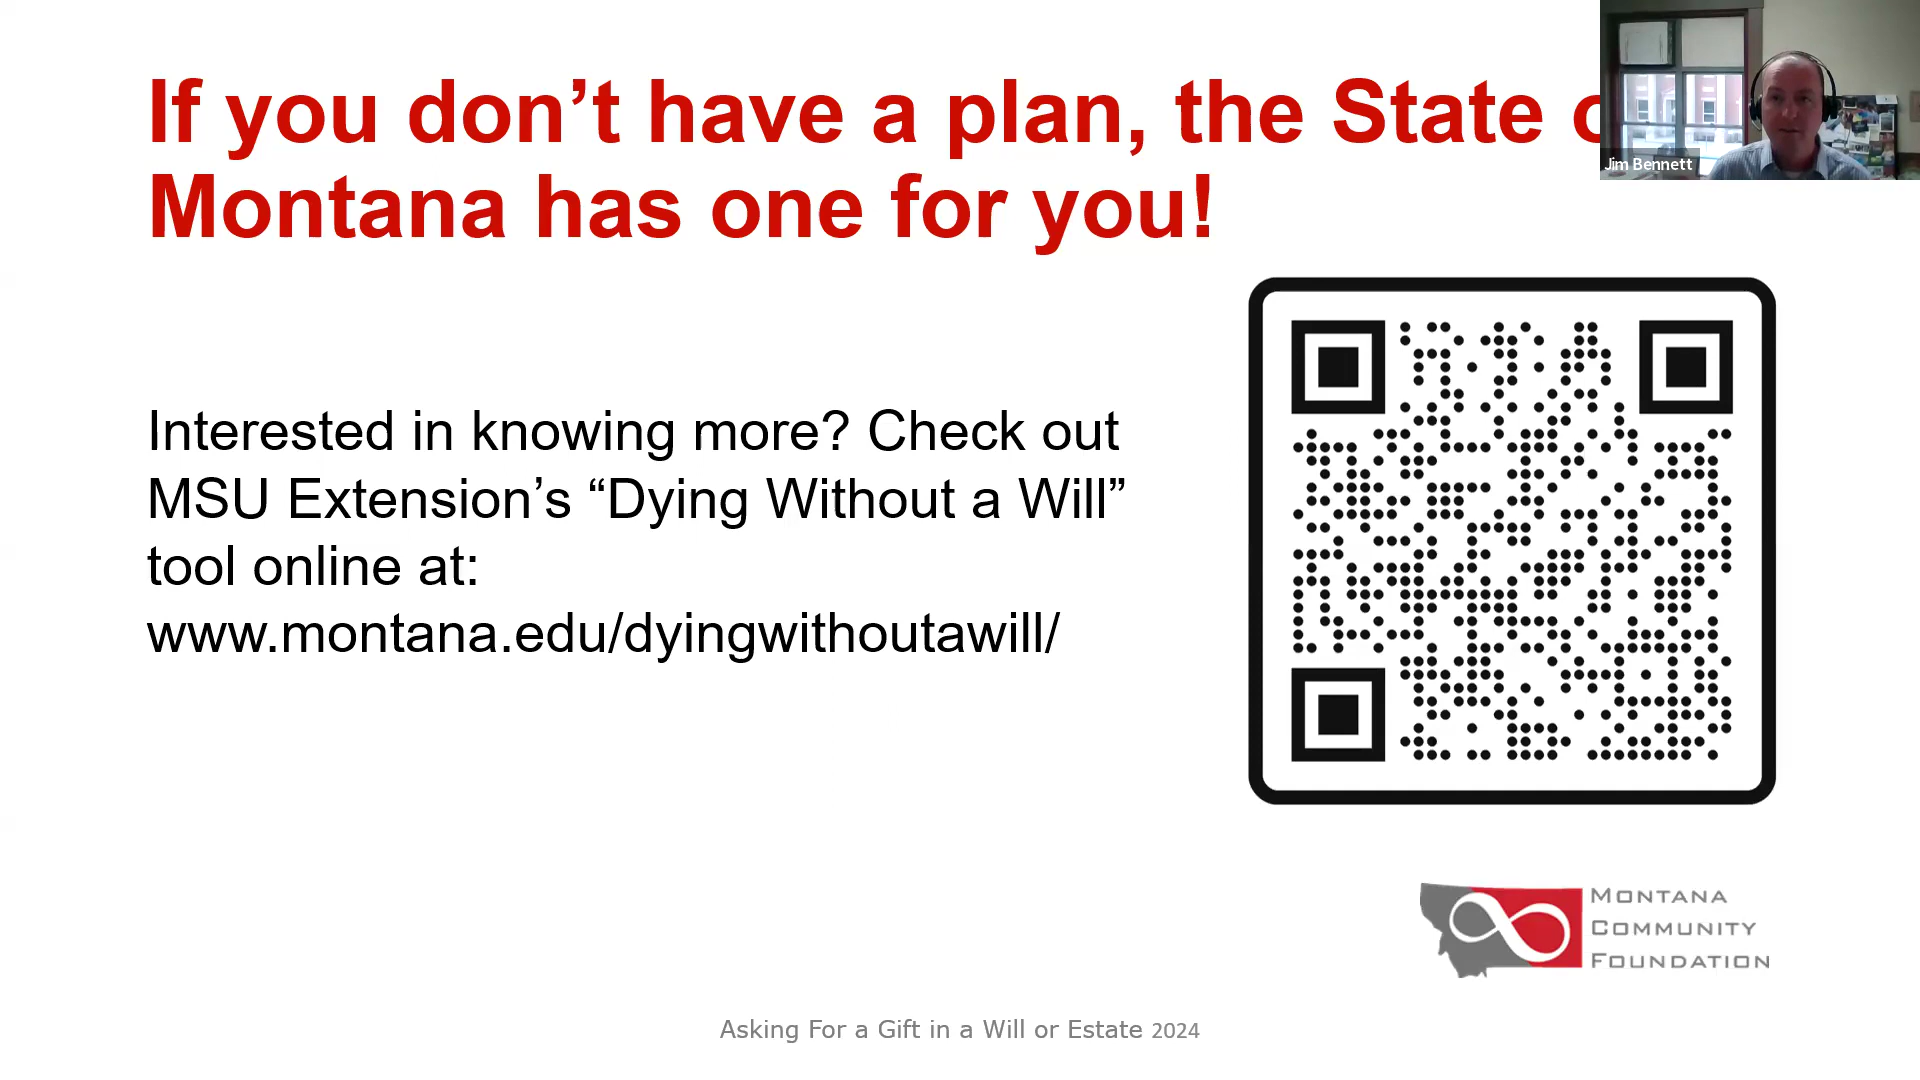 If you don’t have a plan, the State
Montana has one for you!
Jim Bennett
Interested in knowing more? Check out
MSU Extension’s “Dying Without a Will”
tool online at:
www.montana.edu/dyingwithoutawill/
MONTANA
COMMUNITY
FOUNDATION
Asking For a Gift in a Will or Estate 2024